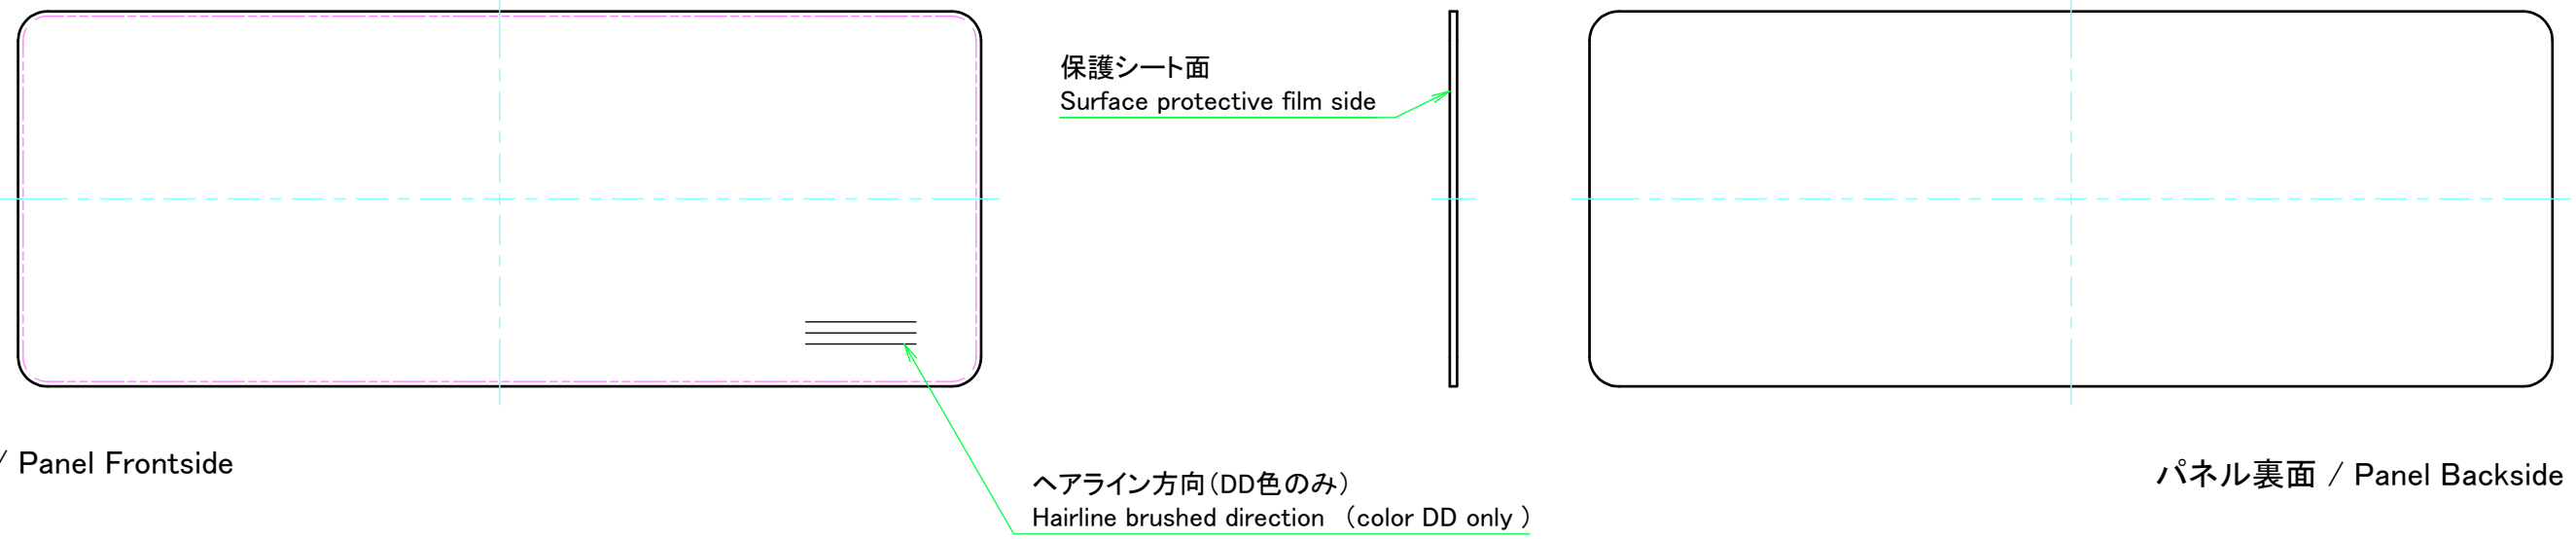 保護シート面
Surface protective film side
/ Panel Frontside
ヘアライン方向(DD色のみ)
Hairline brushed direction (color DD only )
パネル裏面 / Panel Backside